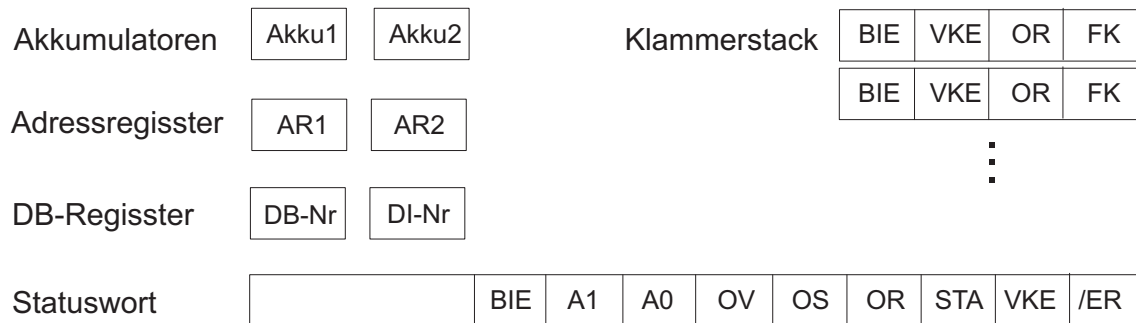 Akkumulatoren Akku1 Akku2 Klammerstack BIE VKE OR FK
BIE VKE OR FK
Adressregisster AR1 AR2
DB-Regisster DB-Nr DI-Nr
Statuswort BIE A1 A0 OV OS OR STA VKE /ER